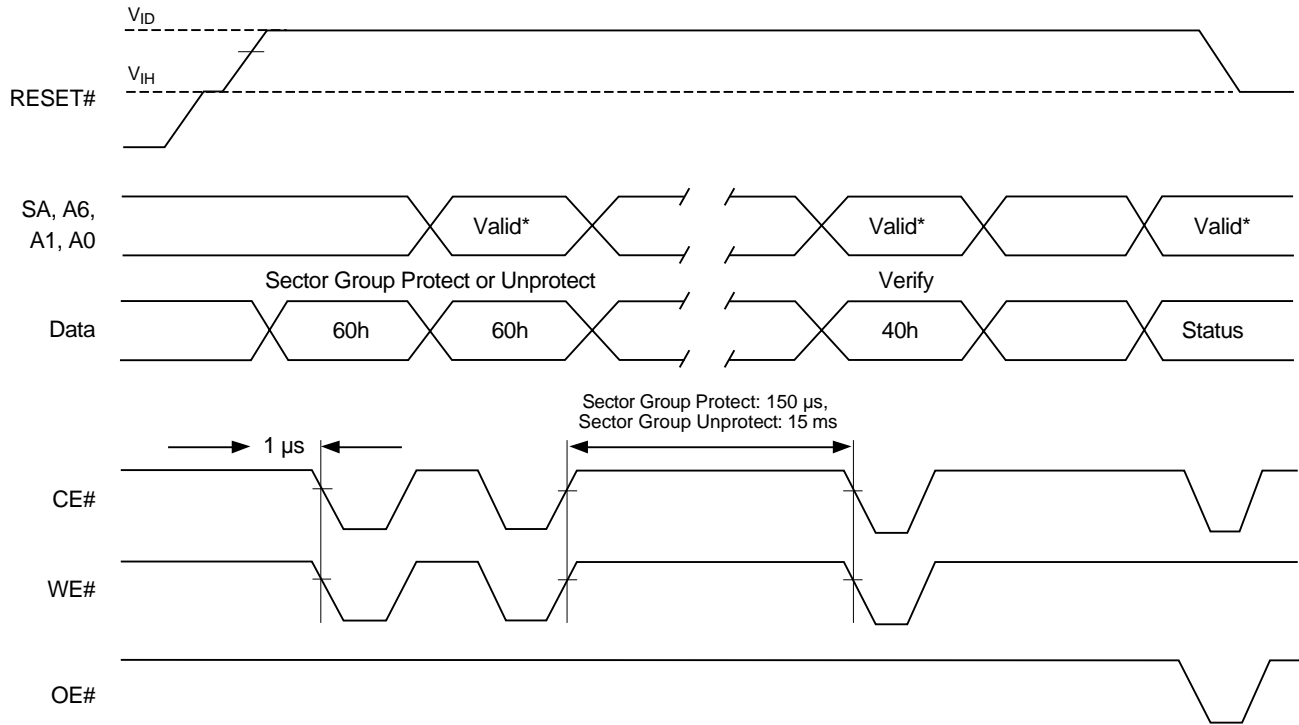 VID
VIH
RESET#
SA, A6,
A1, A0
Valid*
Valid*
Valid*
Sector Group Protect or Unprotect
Verify
Data
60h
60h
40h
Status
Sector Group Protect: 150 µs,
Sector Group Unprotect: 15 ms
1 µs
CE#
WE#
OE#